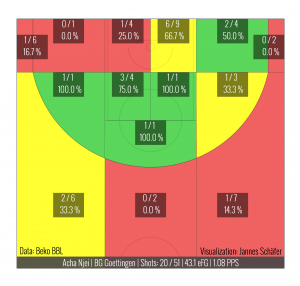 0 / 1
0.0 %
1 / 4
25.0 %
6 / 9
66.7 %
2 / 4
50.0 %
1 / 6
16.7 %
0 / 2
0.0 %
1 / 1
100.0 %
3 / 4
75.0 %
1 / 1
100.0 %
1 / 3
33.3 %
1 / 1
100.0 %
2 / 6
33.3 %
0 / 2
0.0 %
1 / 7
14.3 %
Data: Beko BBL
Visualization: Jannes Schäfer
Acha Njei | BG Goettingen | Shots: 20 / 51 | 43.1 eFG | 1.08 PPS